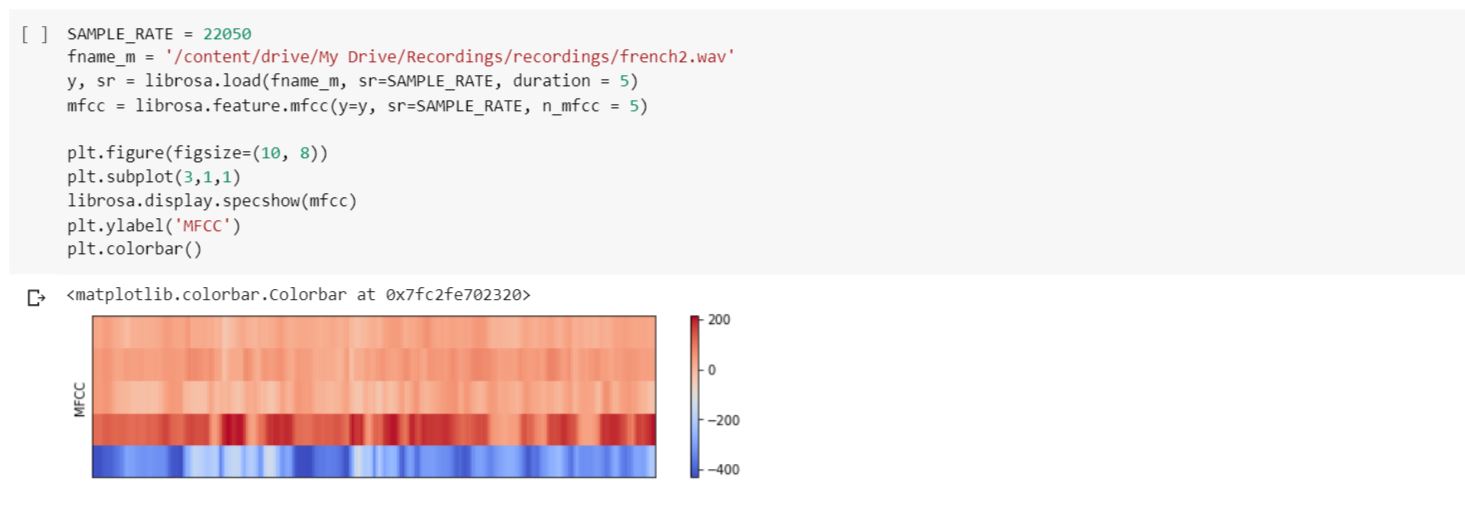 [ ] SAMPLE_RATE = 22050
fname_m = '/content/drive/My Drive/Recordings/recordings/french2.wav'
y, sr = librosa.load(fname_m, sr=SAMPLE_RATE, duration = 5)
mfcc = librosa.feature.mfcc(y=y, sr=SAMPLE_RATE, n_mfcc = 5)
plt.figure(figsize=(10, 8))
plt.subplot(3,1,1)
librosa.display.specshow(mfcc)
plt.ylabel('MFCC')
plt.colorbar()
<matplotlib.colorbar.Colorbar at 0x7fc2fe702320>
MFCC
200
0
−200
−400